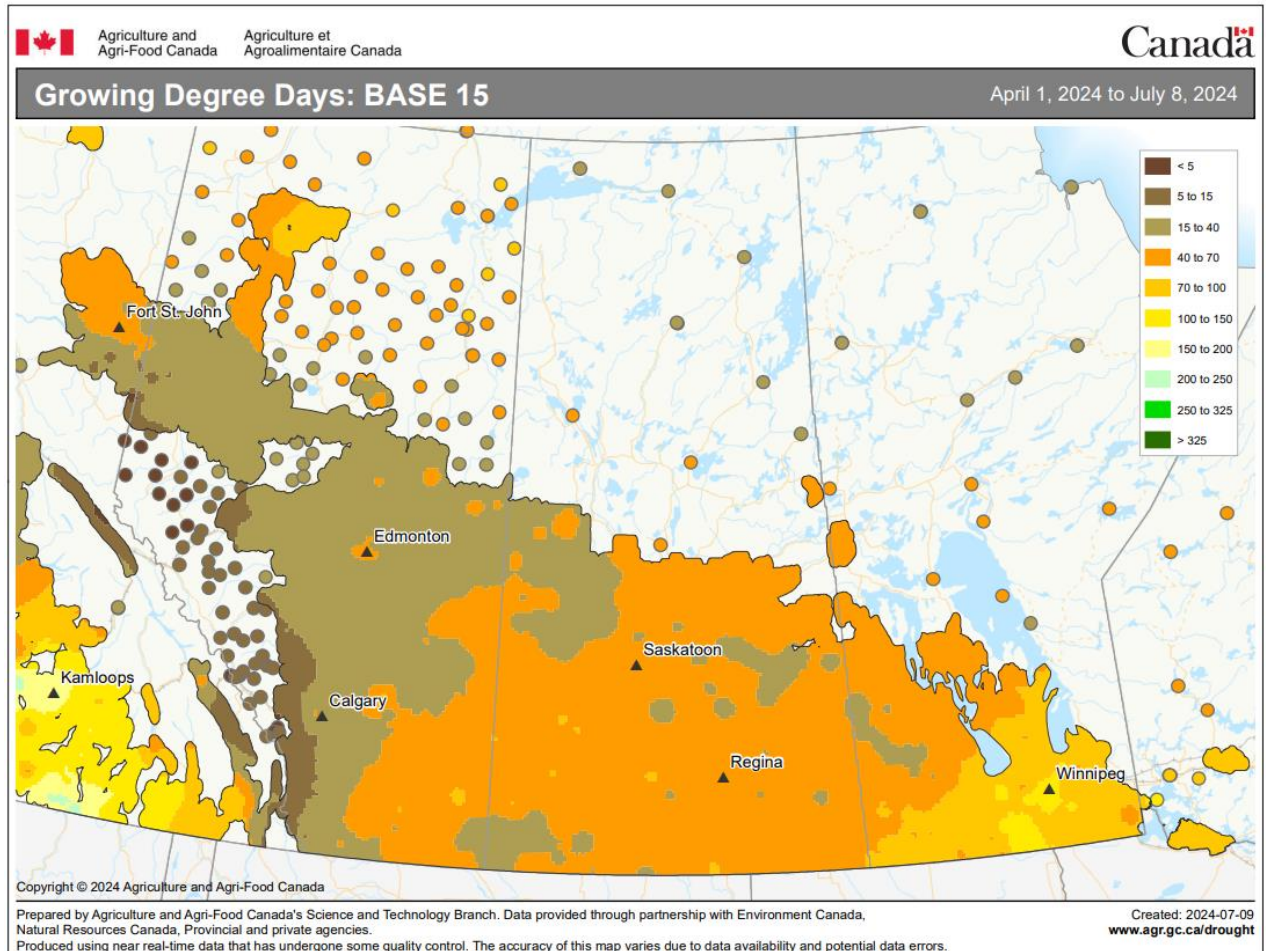 Agriculture and Agriculture et
Agri-Food Canada Agroalimentaire Canada
Canada
Growing Degree Days: BASE 15
April 1, 2024 to July 8, 2024
< 5
5 to 15
15 to 40
40 to 70
70 to 100
100 to 150
150 to 200
200 to 250
250 to 325
> 325
Fort St. John
Edmonton
Saskatoon
Kamloops
Calgary
Regina
Winnipeg
Copyright © 2024 Agriculture and Agri-Food Canada
Prepared by Agriculture and Agri-Food Canada's Science and Technology Branch. Data provided through partnership with Environment Canada,
Natural Resources Canada, Provincial and private agencies.
Produced using near real-time data that has undergone some quality control. The accuracy of this map varies due to data availability and potential data errors.
Created: 2024-07-09
www.agr.gc.ca/drought